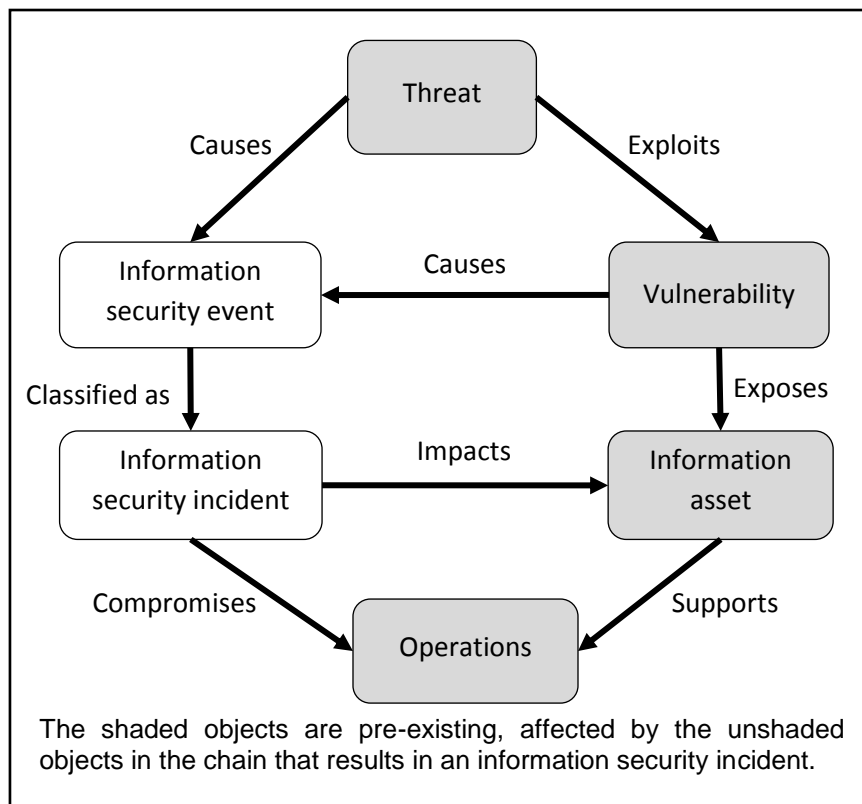 Threat
Causes
Exploits
Information
security event
Causes
Vulnerability
Classified as
Exposes
Information
security incident
Impacts
Information
asset
Compromises
Supports
Operations
The shaded objects are pre-existing, affected by the unshaded
objects in the chain that results in an information security incident.